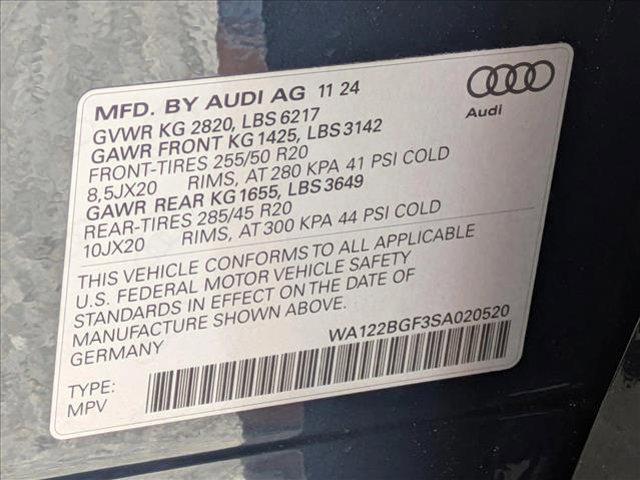 MFD. BY AUDI AG 11 24
GVWR KG 2820, LBS 6217
GAWR FRONT KG 1425, LBS 3142
FRONT-TIRES 255/50 R20
8,5JX20 RIMS, AT 280 KPA 41 PSI COLD
GAWR REAR KG 1655, LBS 3649
REAR-TIRES 285/45 R20
10JX20 RIMS, AT 300 KPA 44 PSI COLD
Audi
THIS VEHICLE CONFORMS TO ALL APPLICABLE
U.S. FEDERAL MOTOR VEHICLE SAFETY
STANDARDS IN EFFECT ON THE DATE OF
MANUFACTURE SHOWN ABOVE.
GERMANY
WA122BGF3SA020520
TYPE:
MPV